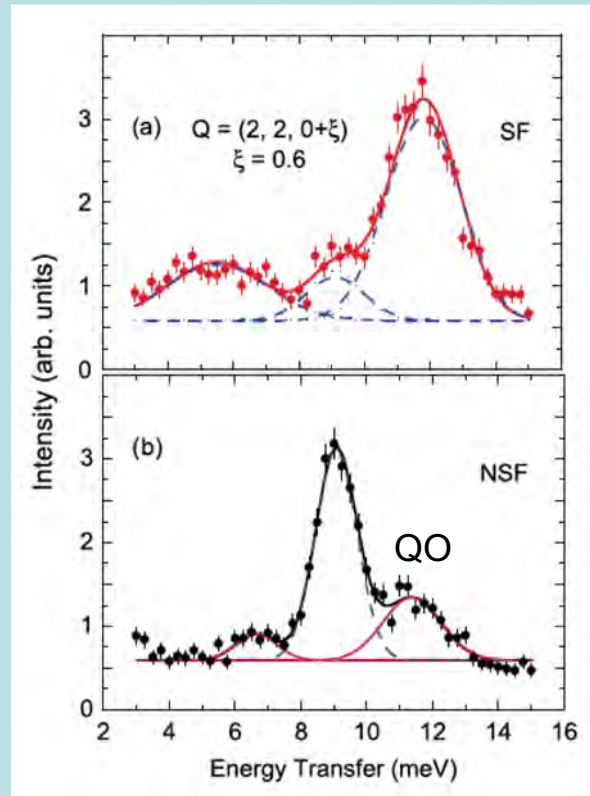 (a)
Q = (2, 2, 0+ξ)
ξ = 0.6
SF
3
2
1
0
Intensity (arb. units)
(b)
NSF
QO
3
2
1
0
2 4 6 8 10 12 14 16
Energy Transfer (meV)